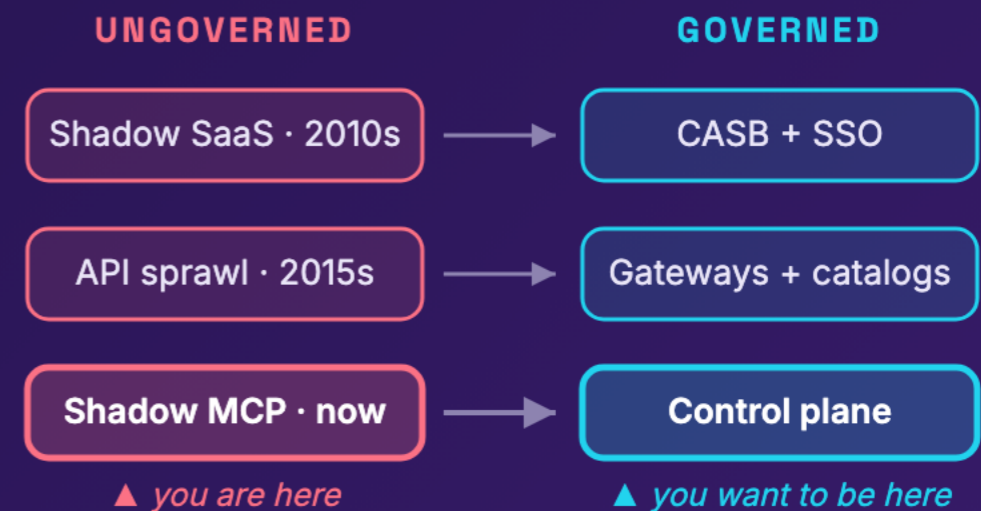 UNGOVERNED
GOVERNED
Shadow SaaS · 2010s
CASB + SSO
API sprawl · 2015s
Gateways + catalogs
Shadow MCP · now
Control plane
▲ you are here
▲ you want to be here